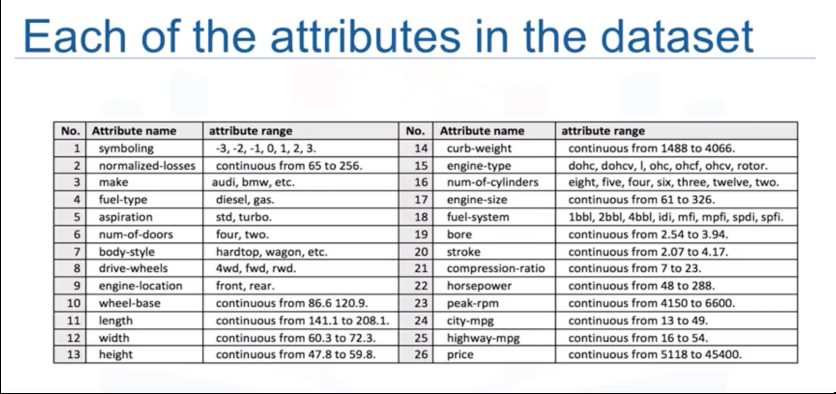 Each of the attributes in the dataset
No. Attribute name attribute range No. Attribute name attribute range
1 symboling -3, -2, -1, 0, 1, 2, 3. 14 curb-weight continuous from 1488 to 4066.
2 normalized-losses continuous from 65 to 256. 15 engine-type dohc, dohcv, l, ohc, ohcf, ohcv, rotor.
3 make audi, bmw, etc. 16 num-of-cylinders eight, five, four, six, three, twelve, two.
4 fuel-type diesel, gas. 17 engine-size continuous from 61 to 326.
5 aspiration std, turbo. 18 fuel-system 1bbl, 2bbl, 4bbl, idi, mfi, mpfi, spdi, spfi.
6 num-of-doors four, two. 19 bore continuous from 2.54 to 3.94.
7 body-style hardtop, wagon, etc. 20 stroke continuous from 2.07 to 4.17.
8 drive-wheels 4wd, fwd, rwd. 21 compression-ratio continuous from 7 to 23.
9 engine-location front, rear. 22 horsepower continuous from 48 to 288.
10 wheel-base continuous from 86.6 120.9. 23 peak-rpm continuous from 4150 to 6600.
11 length continuous from 141.1 to 208.1. 24 city-mpg continuous from 13 to 49.
12 width continuous from 60.3 to 72.3. 25 highway-mpg continuous from 16 to 54.
13 height continuous from 47.8 to 59.8. 26 price continuous from 5118 to 45400.